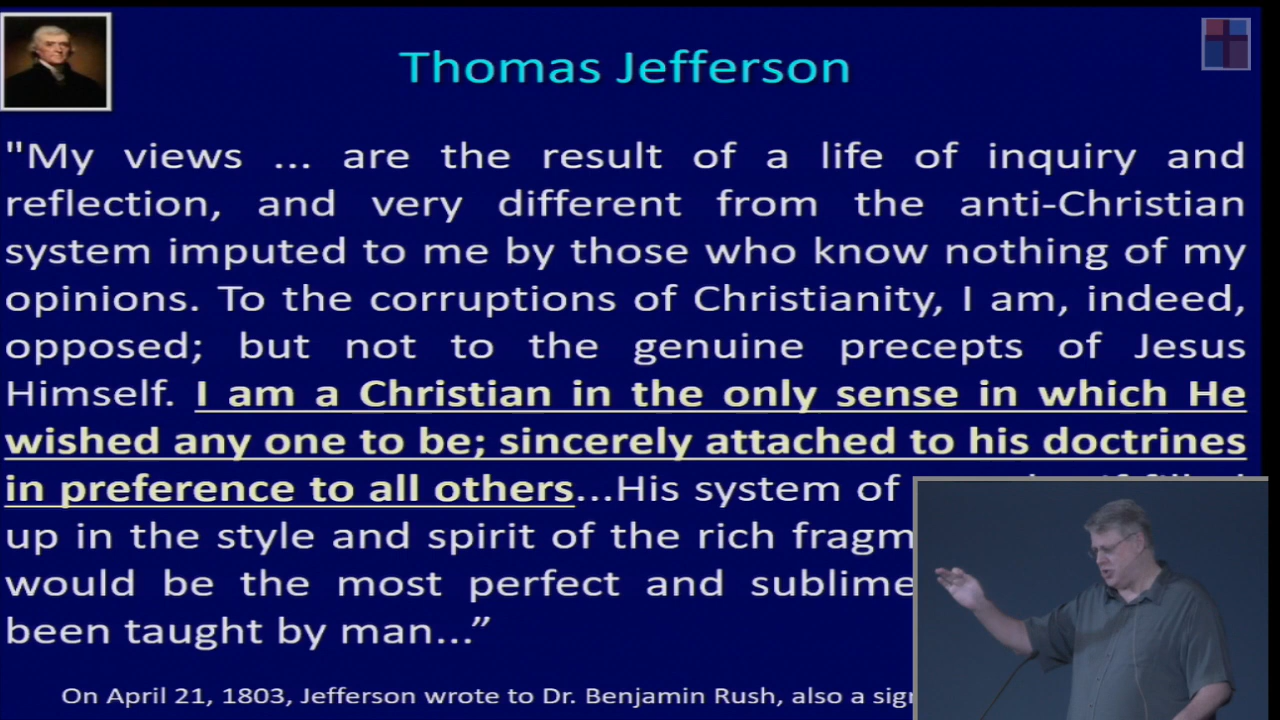 Thomas Jefferson
"My views ... are the result of a life of inquiry and
reflection, and very different from the anti-Christian
system imputed to me by those who know nothing of my
opinions. To the corruptions of Christianity, I am, indeed,
opposed; but not to the genuine precepts of Jesus
Himself. I am a Christian in the only sense in which He
wished any one to be; sincerely attached to his doctrines
in preference to all others...His system of
up in the style and spirit of the rich
would be the most perfect and sublime
been taught by man...”
On April 21, 1803, Jefferson wrote to Dr. Benjamin Rush, also a